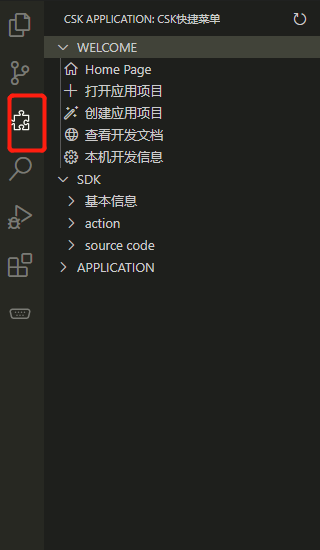 CSK APPLICATION: CSK快捷菜单
WELCOME
Home Page
打开应用项目
创建应用项目
查看开发文档
本机开发信息
SDK
基本信息
action
source code
APPLICATION